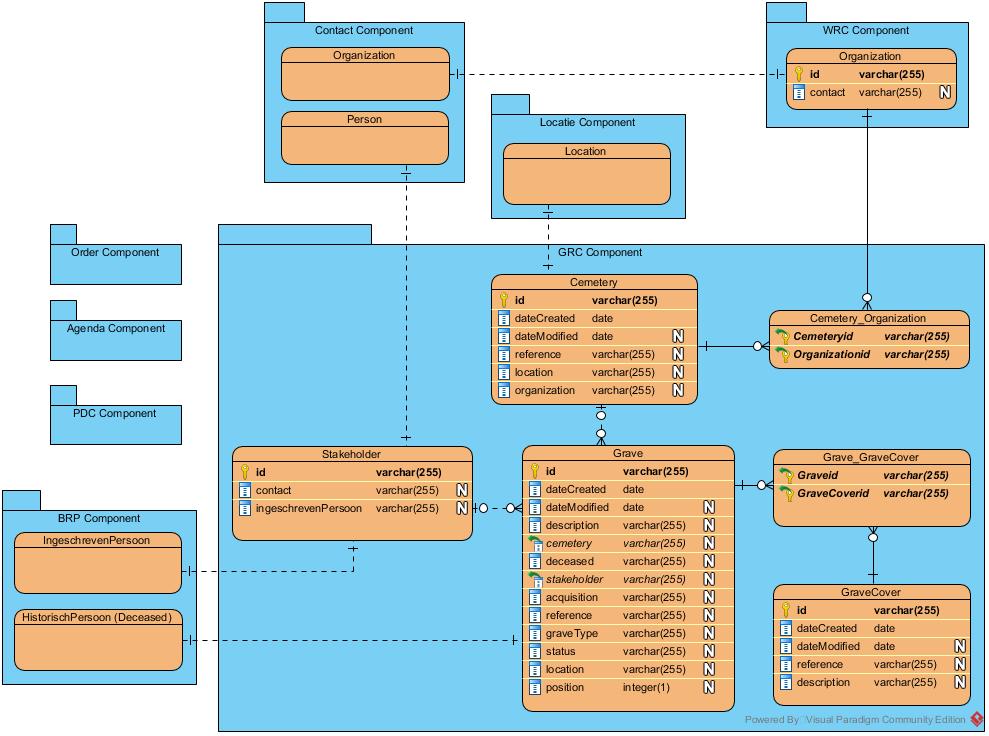 Contact Component
Organization
Person
WRC Component
Organization
id varchar(255)
contact varchar(255) N
Locatie Component
Location
Order Component
Agenda Component
PDC Component
GRC Component
Cemetery
id varchar(255)
dateCreated date
dateModified date N
reference varchar(255) N
location varchar(255) N
organization varchar(255) N
Cemetery_Organization
Cemeteryid varchar(255)
Organizationid varchar(255)
Stakeholder
id varchar(255)
contact varchar(255) N
ingeschrevenPersoon varchar(255) N
Grave
id varchar(255)
dateCreated date
dateModified date N
description varchar(255) N
cemetery varchar(255) N
deceased varchar(255) N
stakeholder varchar(255) N
acquisition varchar(255) N
reference varchar(255) N
graveType varchar(255) N
status varchar(255) N
location varchar(255) N
position integer(1) N
Grave_GraveCover
Graveid varchar(255)
GraveCoverid varchar(255)
GraveCover
id varchar(255)
dateCreated date
dateModified date N
reference varchar(255) N
description varchar(255) N
BRP Component
IngeschrevenPersoon
HistorischPersoon (Deceased)
Powered By Visual Paradigm Community Edition